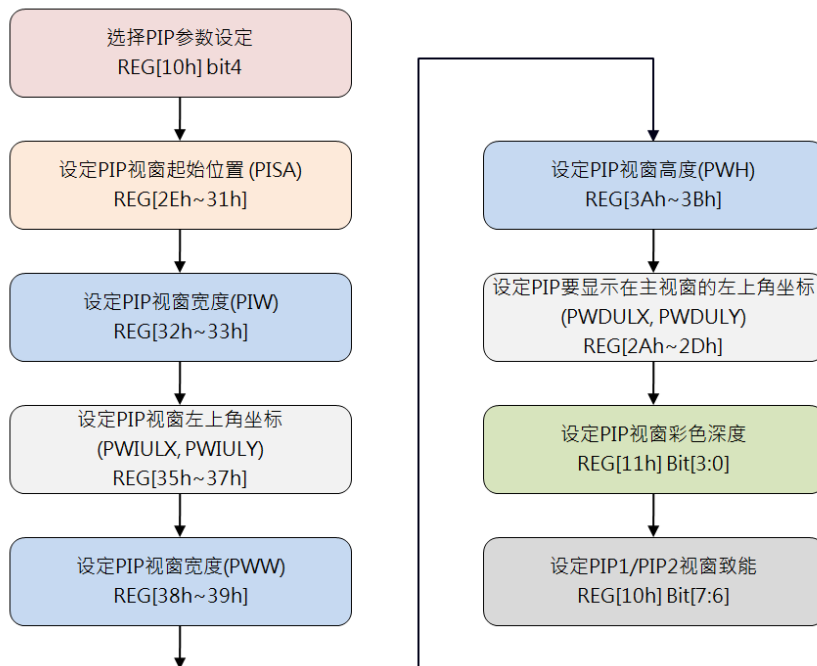 选择PIP参数设定
REG[10h] bit4
设定PIP视窗起始位置 (PISA)
REG[2Eh~31h]
设定PIP视窗宽度(PIW)
REG[32h~33h]
设定PIP视窗左上角坐标
(PWIULX, PWIULY)
REG[35h~37h]
设定PIP视窗宽度(PWW)
REG[38h~39h]
设定PIP视窗高度(PWH)
REG[3Ah~3Bh]
设定PIP要显示在主视窗的左上角坐标
(PWDULX, PWDULY)
REG[2Ah~2Dh]
设定PIP视窗彩色深度
REG[11h] Bit[3:0]
设定PIP1/PIP2视窗致能
REG[10h] Bit[7:6]